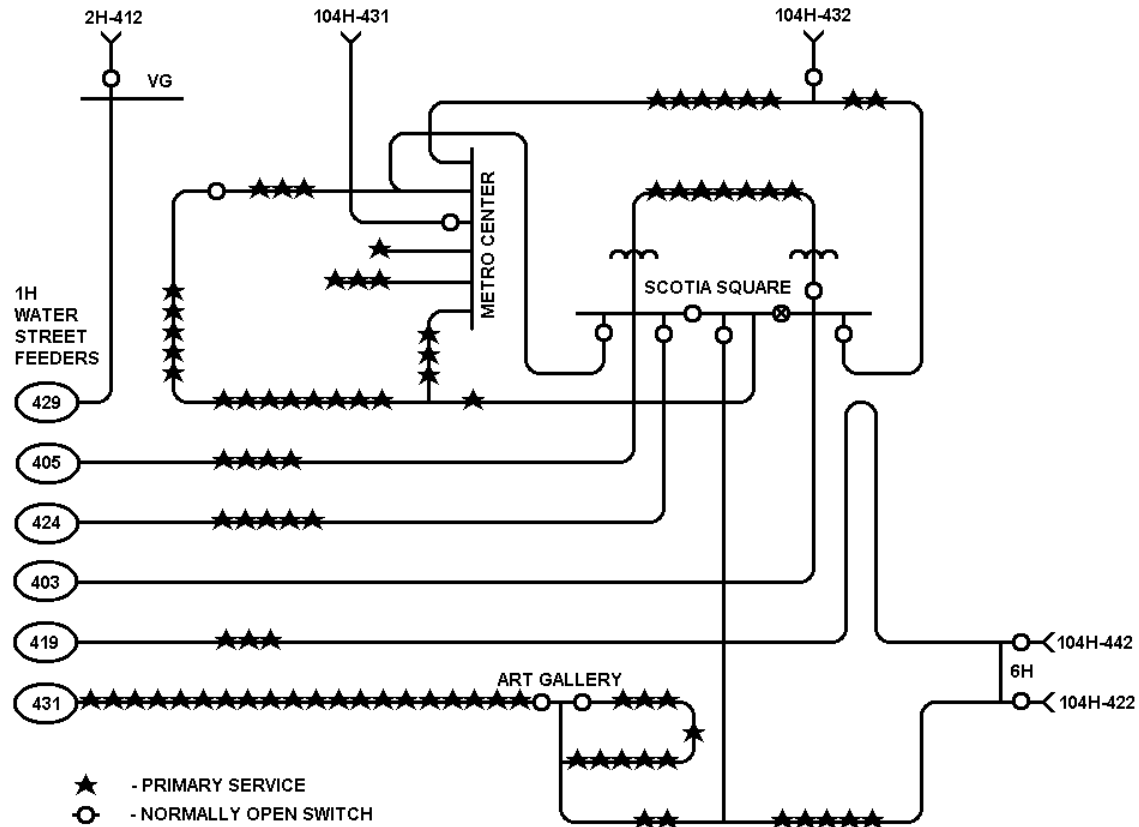 2H-412
104H-431
104H-432
VG
METRO CENTER
SCOTIA SQUARE
1H
WATER
STREET
FEEDERS
429
405
424
403
419
104H-442
6H
431
ART GALLERY
104H-422
- PRIMARY SERVICE
- NORMALLY OPEN SWITCH